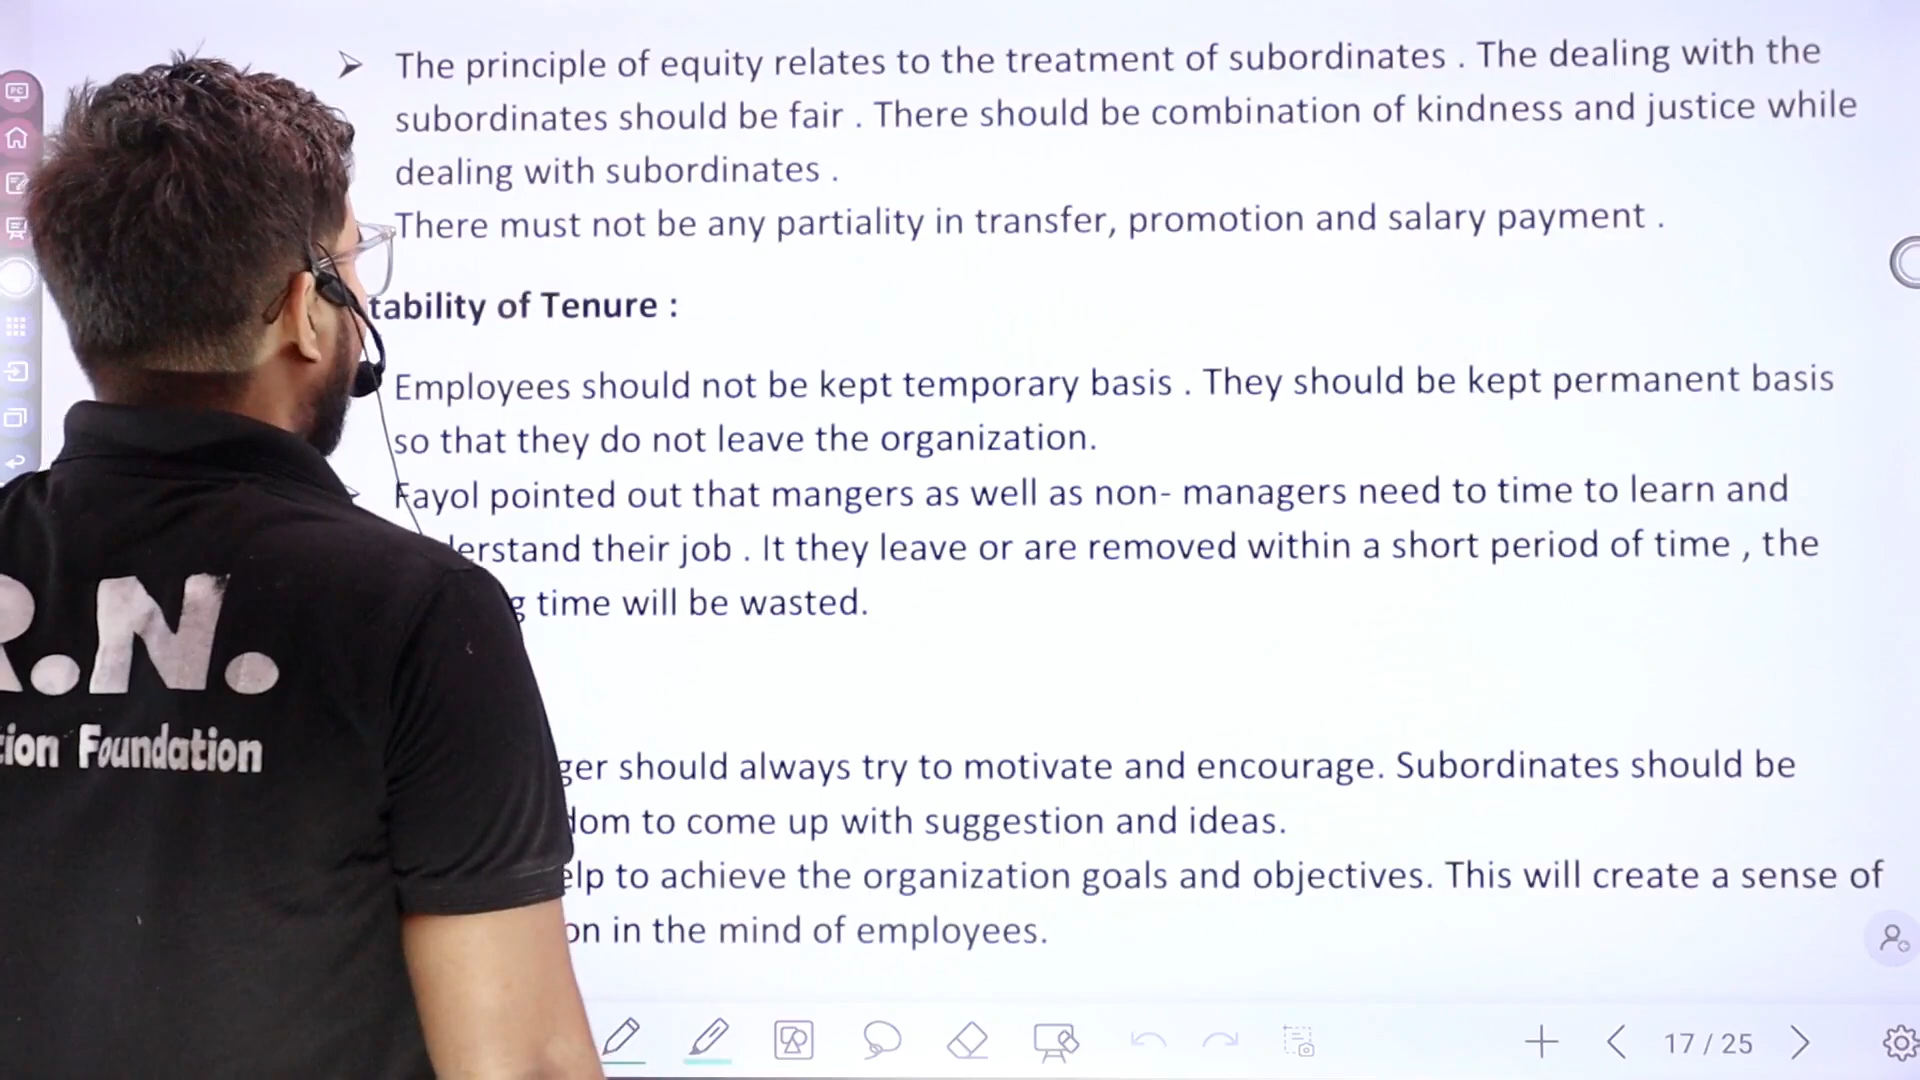 The principle of equity relates to the treatment of subordinates . The dealing with the
subordinates should be fair . There should be combination of kindness and justice while
dealing with subordinates .
There must not be any partiality in transfer, promotion and salary payment .
tability of Tenure :
Employees should not be kept temporary basis . They should be kept permanent basis
so that they do not leave the organization.
Fayol pointed out that mangers as well as non- managers need to time to learn and
erstand their job . It they leave or are removed within a short period of time , the
g time will be wasted.
ger should always try to motivate and encourage. Subordinates should be
dom to come up with suggestion and ideas.
elp to achieve the organization goals and objectives. This will create a sense of
on in the mind of employees.
R.N.
tion Foundation
PC
17 / 25